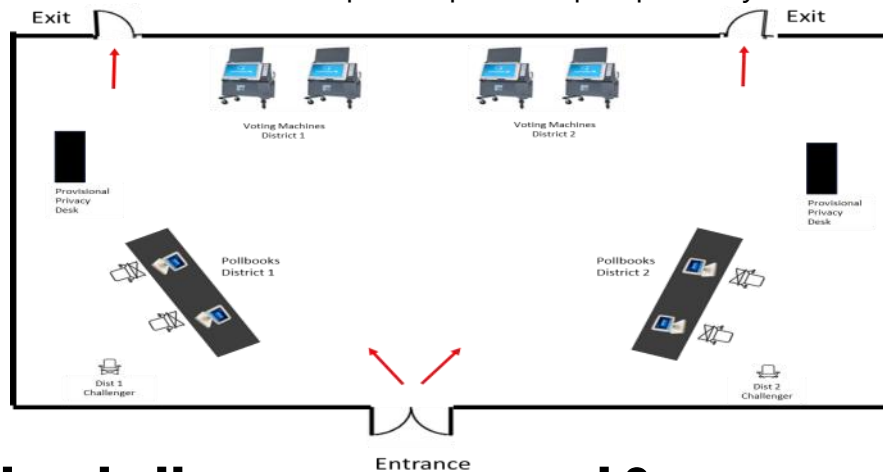 Exit
Exit
Voting Machines
District 1
Voting Machines
District 2
Provisional
Privacy
Desk
Provisional
Privacy
Desk
Pollbooks
District 1
Pollbooks
District 2
Dist 1
Challenger
Dist 2
Challenger
Entrance